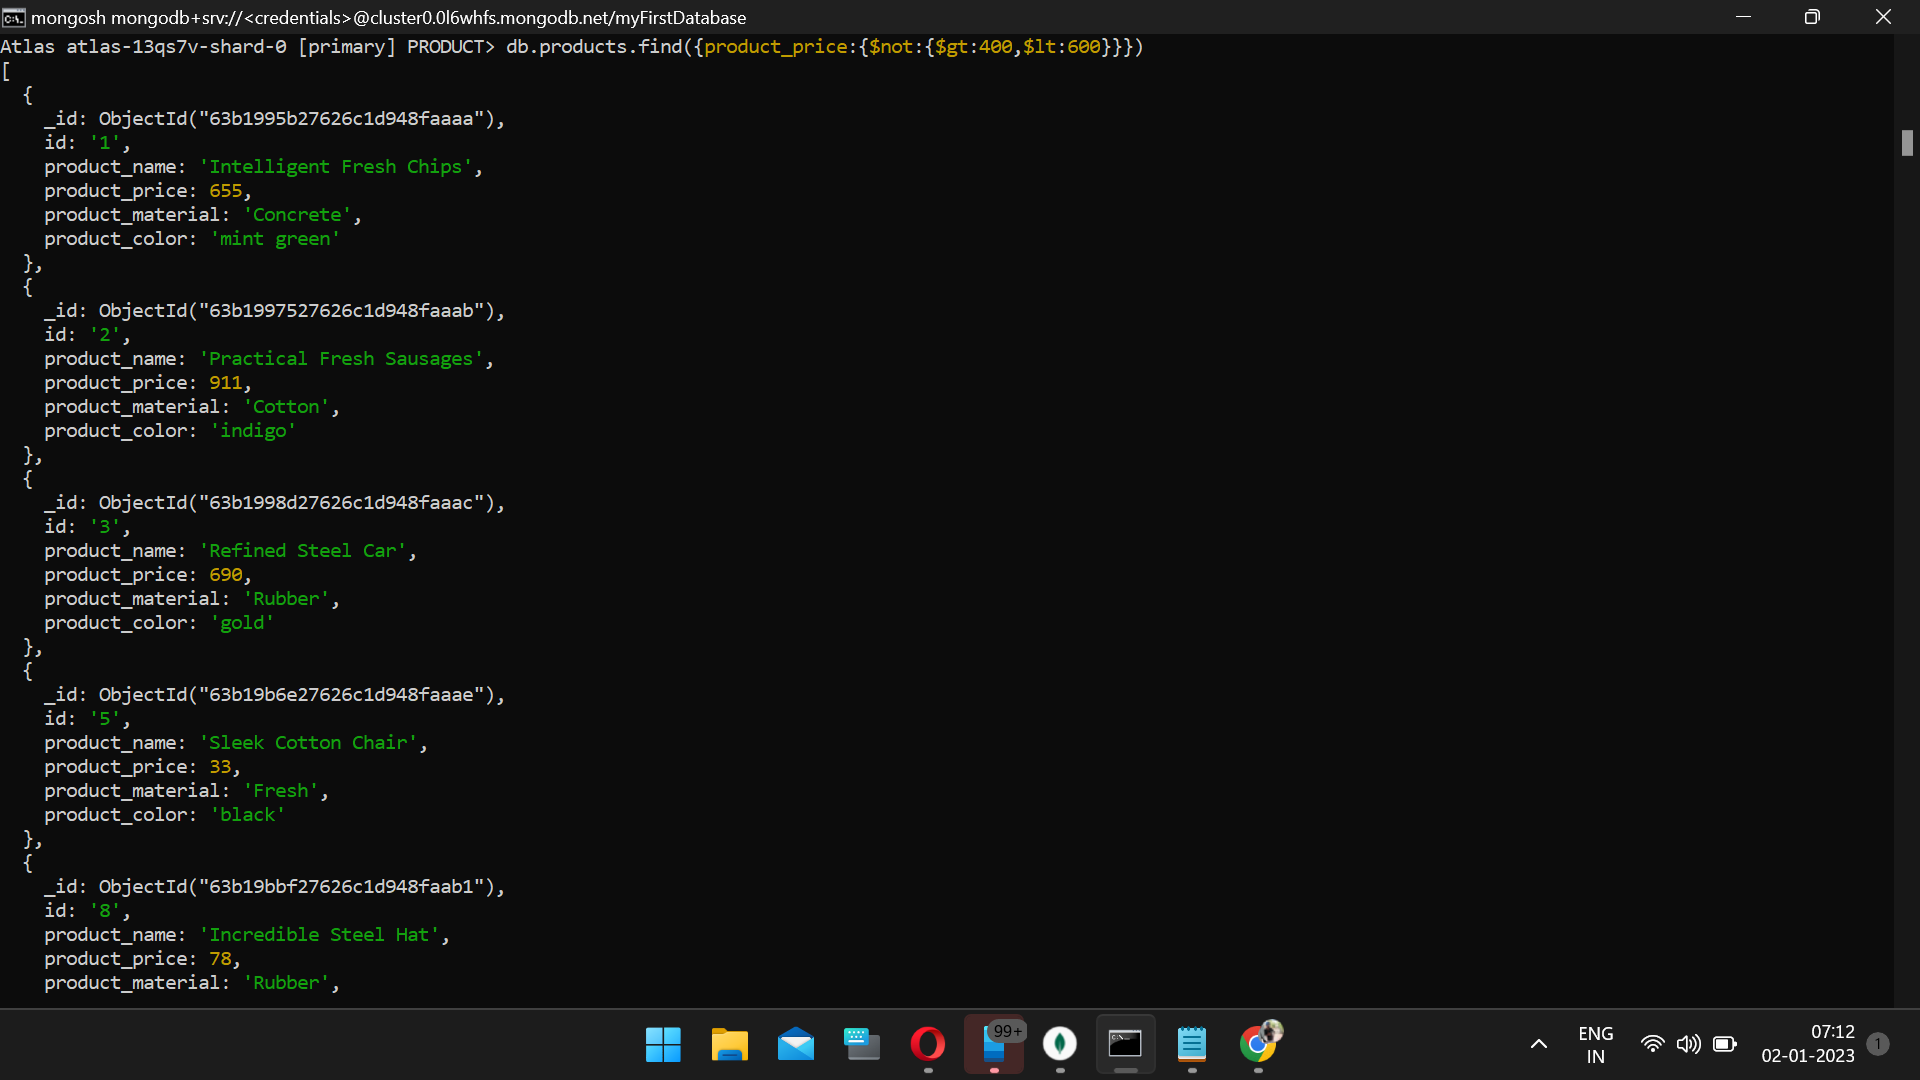 mongosh mongodb+srv://<credentials>@cluster0.0l6whfs.mongodb.net/myFirstDatabase
Atlas atlas-13qs7v-shard-0 [primary] PRODUCT> db.products.find({product_price:{$not:{$gt:400,$lt:600}}})
[
  {
    _id: ObjectId("63b1995b27626c1d948faaaa"),
    id: '1',
    product_name: 'Intelligent Fresh Chips',
    product_price: 655,
    product_material: 'Concrete',
    product_color: 'mint green'
  },
  {
    _id: ObjectId("63b1997527626c1d948faaab"),
    id: '2',
    product_name: 'Practical Fresh Sausages',
    product_price: 911,
    product_material: 'Cotton',
    product_color: 'indigo'
  },
  {
    _id: ObjectId("63b1998d27626c1d948faaac"),
    id: '3',
    product_name: 'Refined Steel Car',
    product_price: 690,
    product_material: 'Rubber',
    product_color: 'gold'
  },
  {
    _id: ObjectId("63b19b6e27626c1d948faaae"),
    id: '5',
    product_name: 'Sleek Cotton Chair',
    product_price: 33,
    product_material: 'Fresh',
    product_color: 'black'
  },
  {
    _id: ObjectId("63b19bbf27626c1d948faab1"),
    id: '8',
    product_name: 'Incredible Steel Hat',
    product_price: 78,
    product_material: 'Rubber',
99+
ENG
IN
07:12
02-01-2023
1